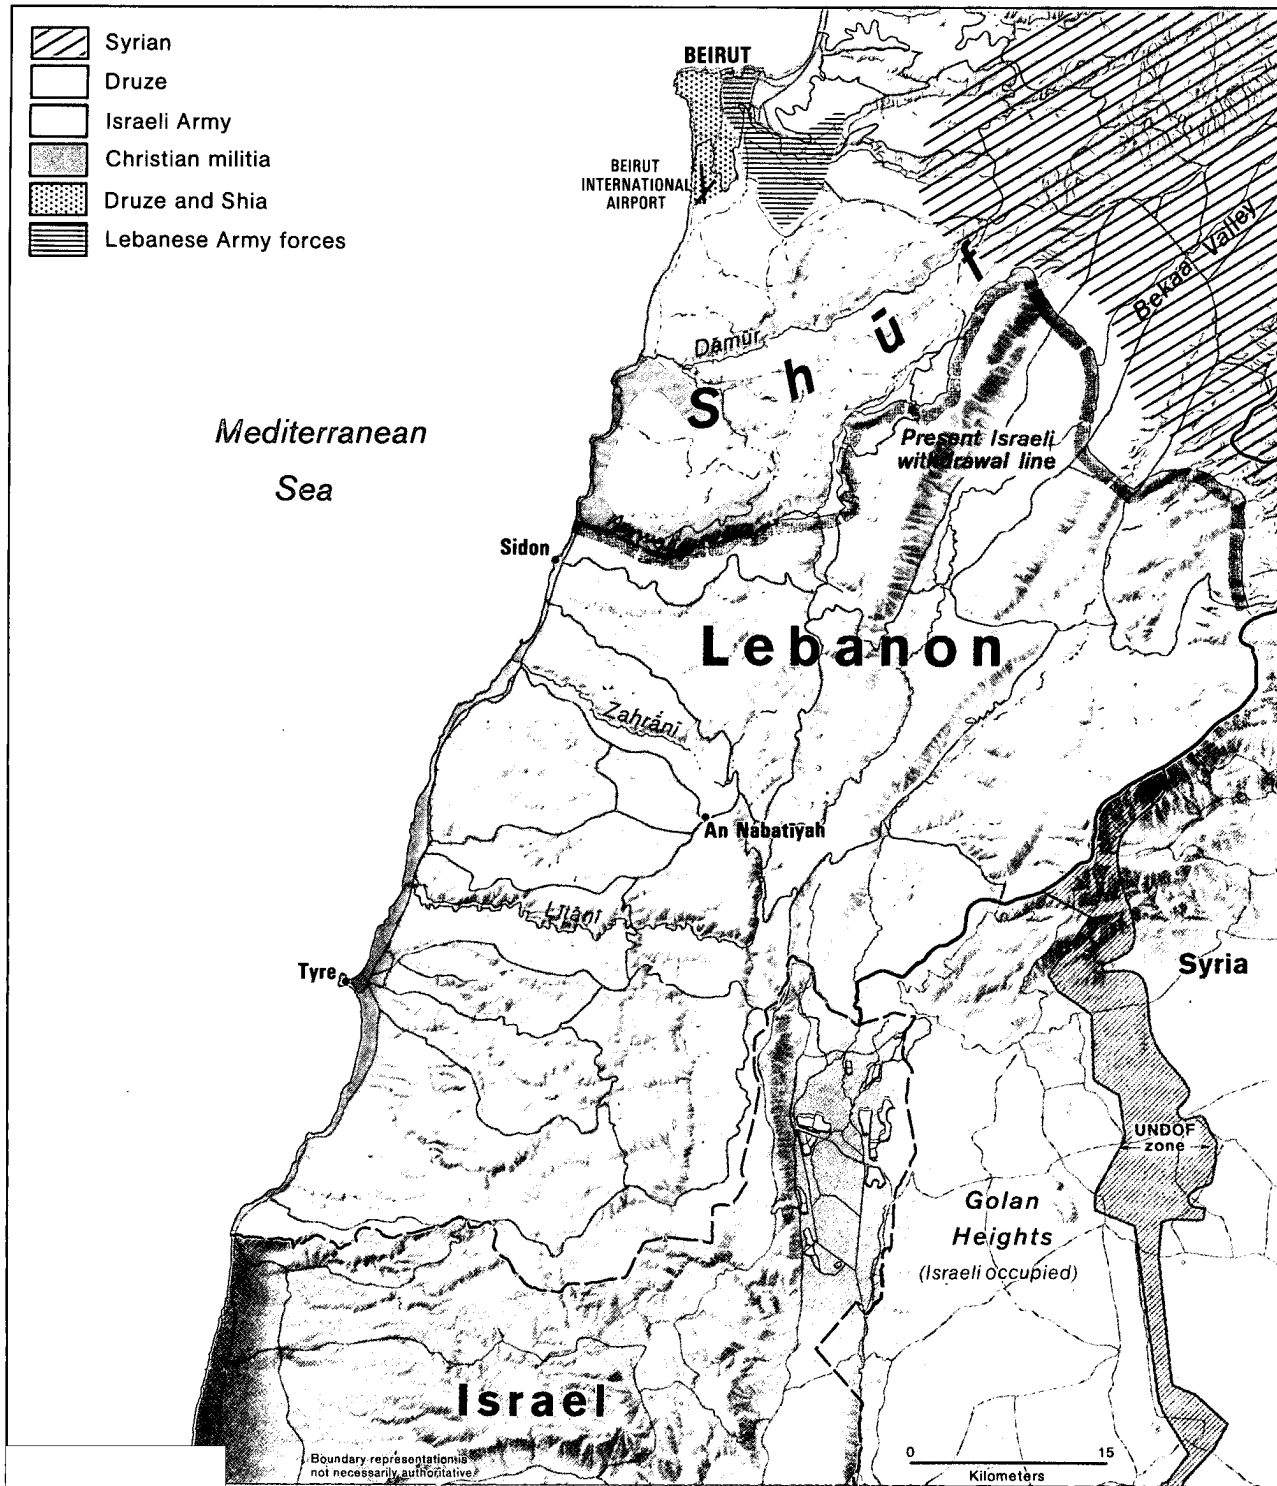 Syrian
Druze
Israeli Army
Christian militia
Druze and Shia
Lebanese Army forces
BEIRUT
BEIRUT
INTERNATIONAL
AIRPORT
Bekaa Valley
Dāmūr
Shūf
Mediterranean
Sea
Present Israeli
withdrawal line
Sidon
Lebanon
Zahrānī
An Nabatīyah
Līţānī
Tyre
Syria
UNDOF
zone
Golan
Heights
(Israeli occupied)
Israel
Boundary representation is
not necessarily authoritative
0 15
Kilometers